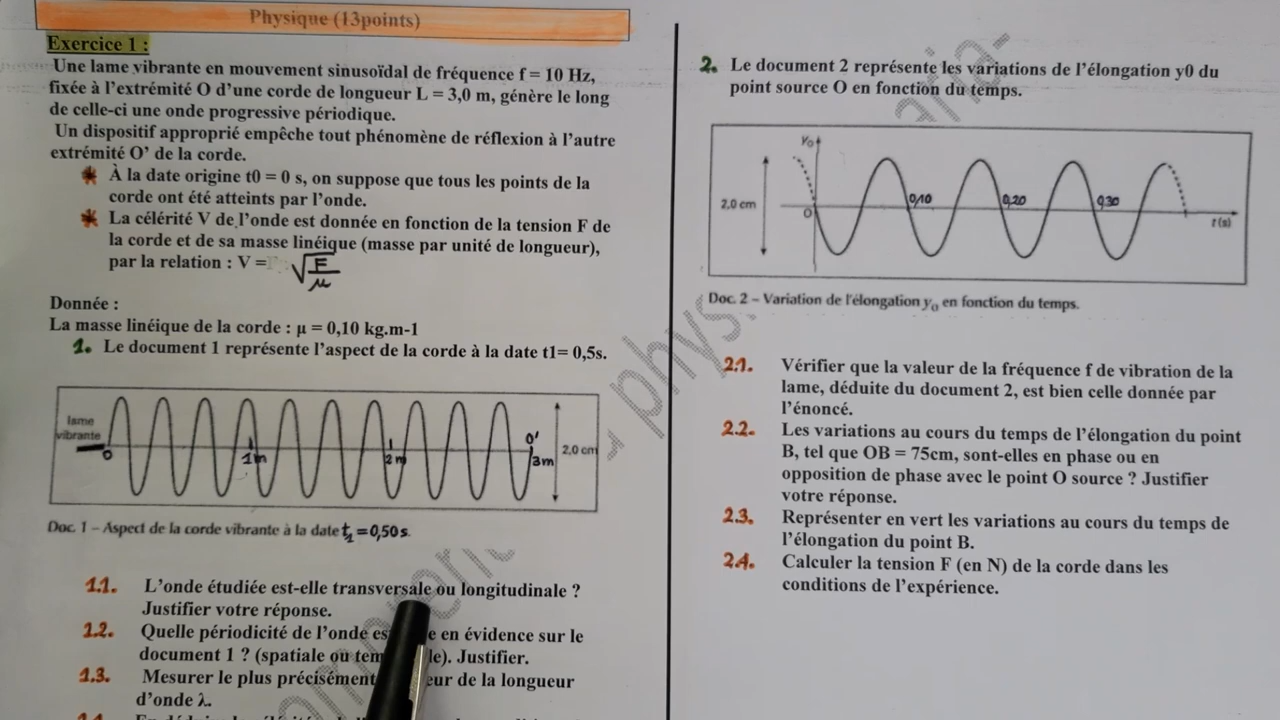 Physique (13points)
Exercice 1 :
Une lame vibrante en mouvement sinusoïdal de fréquence f = 10 Hz,
fixée à l'extrémité O d'une corde de longueur L = 3,0 m, génère le long
de celle-ci une onde progressive périodique.
Un dispositif approprié empêche tout phénomène de réflexion à l'autre
extrémité O' de la corde.
À la date origine t0 = 0 s, on suppose que tous les points de la
corde ont été atteints par l'onde.
La célérité V de l'onde est donnée en fonction de la tension F de
la corde et de sa masse linéique (masse par unité de longueur),
par la relation : V = √F/μ
Donnée :
La masse linéique de la corde : μ = 0,10 kg.m-1
1. Le document 1 représente l'aspect de la corde à la date t1= 0,5s.
lame
vibrante
O
1m
2m
O'
3m
2,0 cm
Doc. 1 – Aspect de la corde vibrante à la date t1 = 0,50 s.
1.1. L'onde étudiée est-elle transversale ou longitudinale ?
Justifier votre réponse.
1.2. Quelle périodicité de l'onde en évidence sur le
document 1 ? (spatiale ou). Justifier.
1.3. Mesurer le plus précisément de la longueur
d'onde λ.
2. Le document 2 représente les variations de l'élongation y0 du
point source O en fonction du temps.
yo
2,0 cm
O
0,10
0,20
0,30
t(s)
Doc. 2 – Variation de l'élongation yo en fonction du temps.
2.1. Vérifier que la valeur de la fréquence f de vibration de la
lame, déduite du document 2, est bien celle donnée par
l'énoncé.
2.2. Les variations au cours du temps de l'élongation du point
B, tel que OB = 75cm, sont-elles en phase ou en
opposition de phase avec le point O source ? Justifier
votre réponse.
2.3. Représenter en vert les variations au cours du temps de
l'élongation du point B.
2.4. Calculer la tension F (en N) de la corde dans les
conditions de l'expérience.